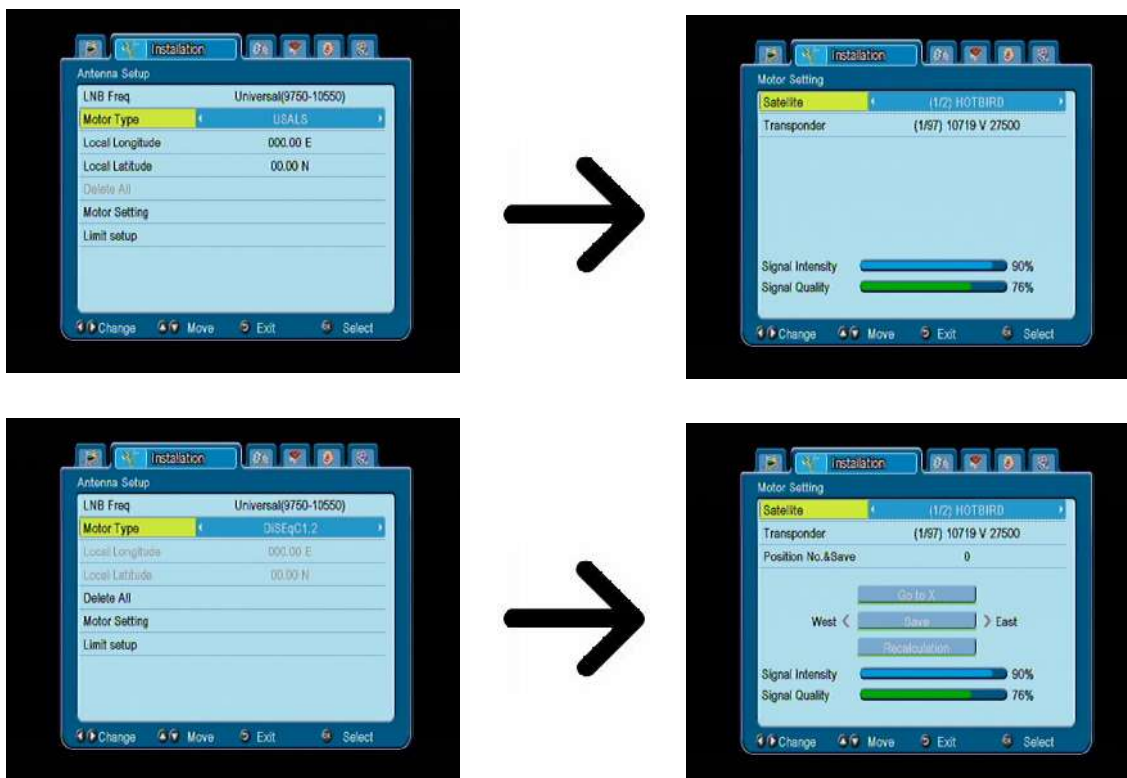 Installation
Antenna Setup
LNB Freq Universal(9750-10550)
Motor Type USALS
Local Longitude 000.00 E
Local Latitude 00.00 N
Delete All
Motor Setting
Limit setup
Change Move Exit Select
Installation
Motor Setting
Satellite (1/2) HOTBIRD
Transponder (1/97) 10719 V 27500
Signal Intensity 90%
Signal Quality 76%
Change Move Exit Select
Installation
Antenna Setup
LNB Freq Universal(9750-10550)
Motor Type DiSEqC1.2
Local Longitude 000.00 E
Local Latitude 00.00 N
Delete All
Motor Setting
Limit setup
Change Move Exit Select
Installation
Motor Setting
Satellite (1/2) HOTBIRD
Transponder (1/97) 10719 V 27500
Position No.&Save 0
Go to X
West Save East
Recalculation
Signal Intensity 90%
Signal Quality 76%
Change Move Exit Select